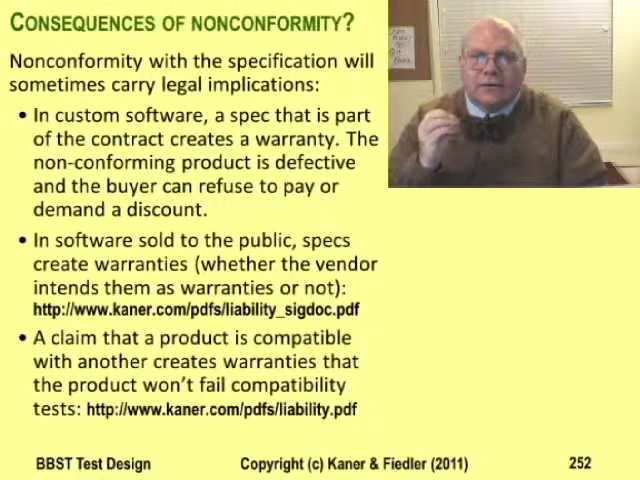 CONSEQUENCES OF NONCONFORMITY?
Nonconformity with the specification will
sometimes carry legal implications:
• In custom software, a spec that is part
of the contract creates a warranty. The
non-conforming product is defective
and the buyer can refuse to pay or
demand a discount.
• In software sold to the public, specs
create warranties (whether the vendor
intends them as warranties or not):
http://www.kaner.com/pdfs/liability_sigdoc.pdf
• A claim that a product is compatible
with another creates warranties that
the product won't fail compatibility
tests: http://www.kaner.com/pdfs/liability.pdf
BBST Test Design Copyright (c) Kaner & Fiedler (2011) 252